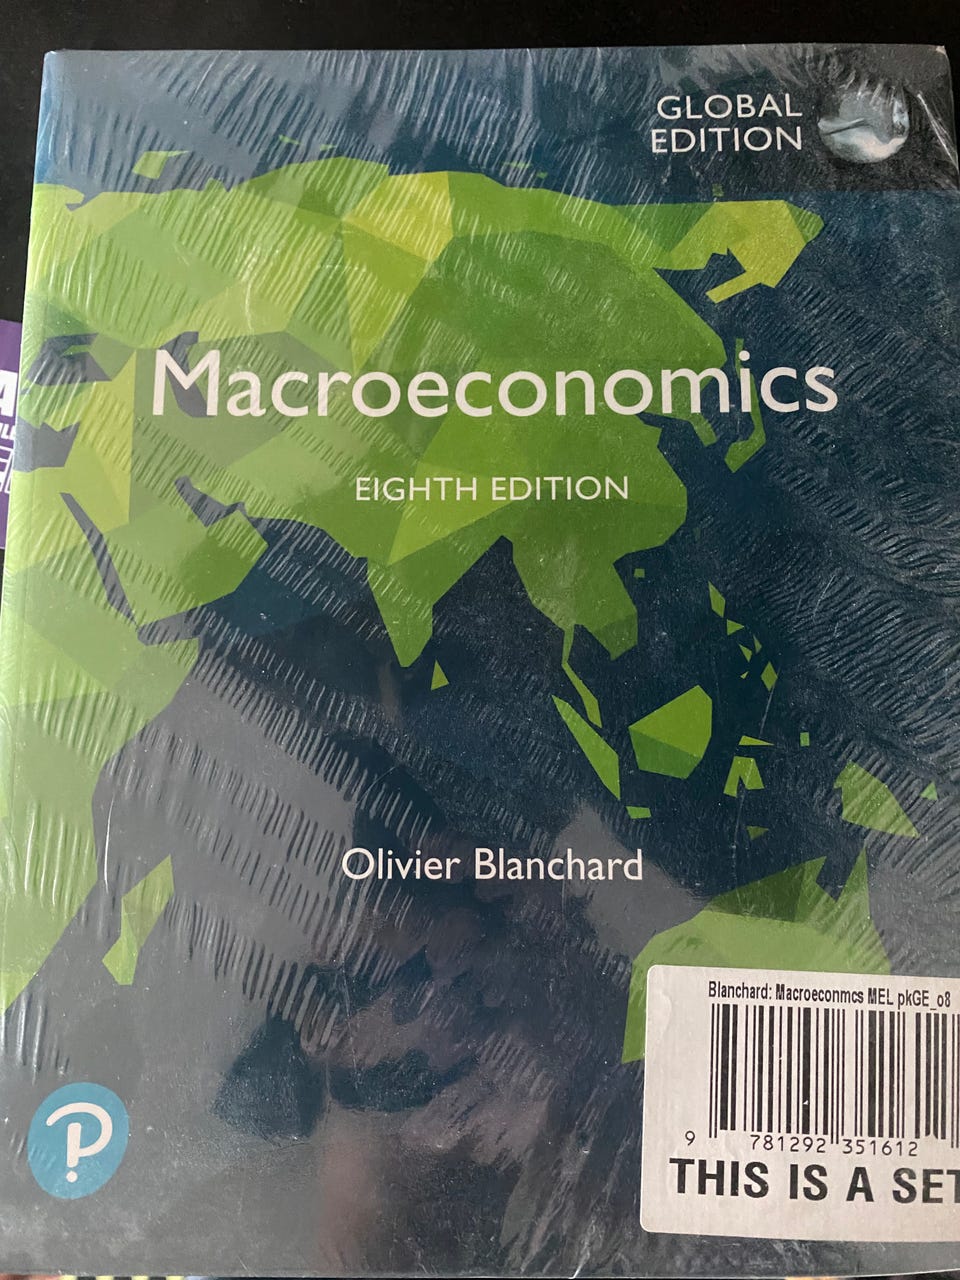 GLOBAL
EDITION
Macroeconomics
EIGHTH EDITION
Olivier Blanchard
Blanchard: Macroeconmcs MEL pkGE_o8
9 781292 351612
THIS IS A SET
P